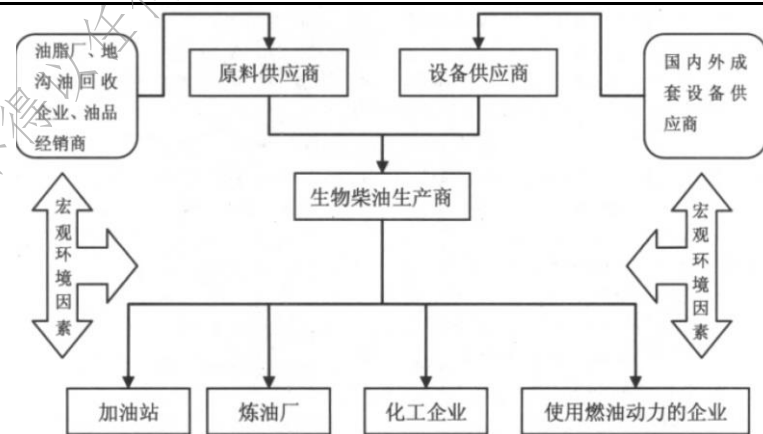 油脂厂、地
沟油回收
企业、油品
经销商
原料供应商
设备供应商
国内外成
套设备供
应商
生物柴油生产商
宏观环境因素
宏观环境因素
加油站
炼油厂
化工企业
使用燃油动力的企业